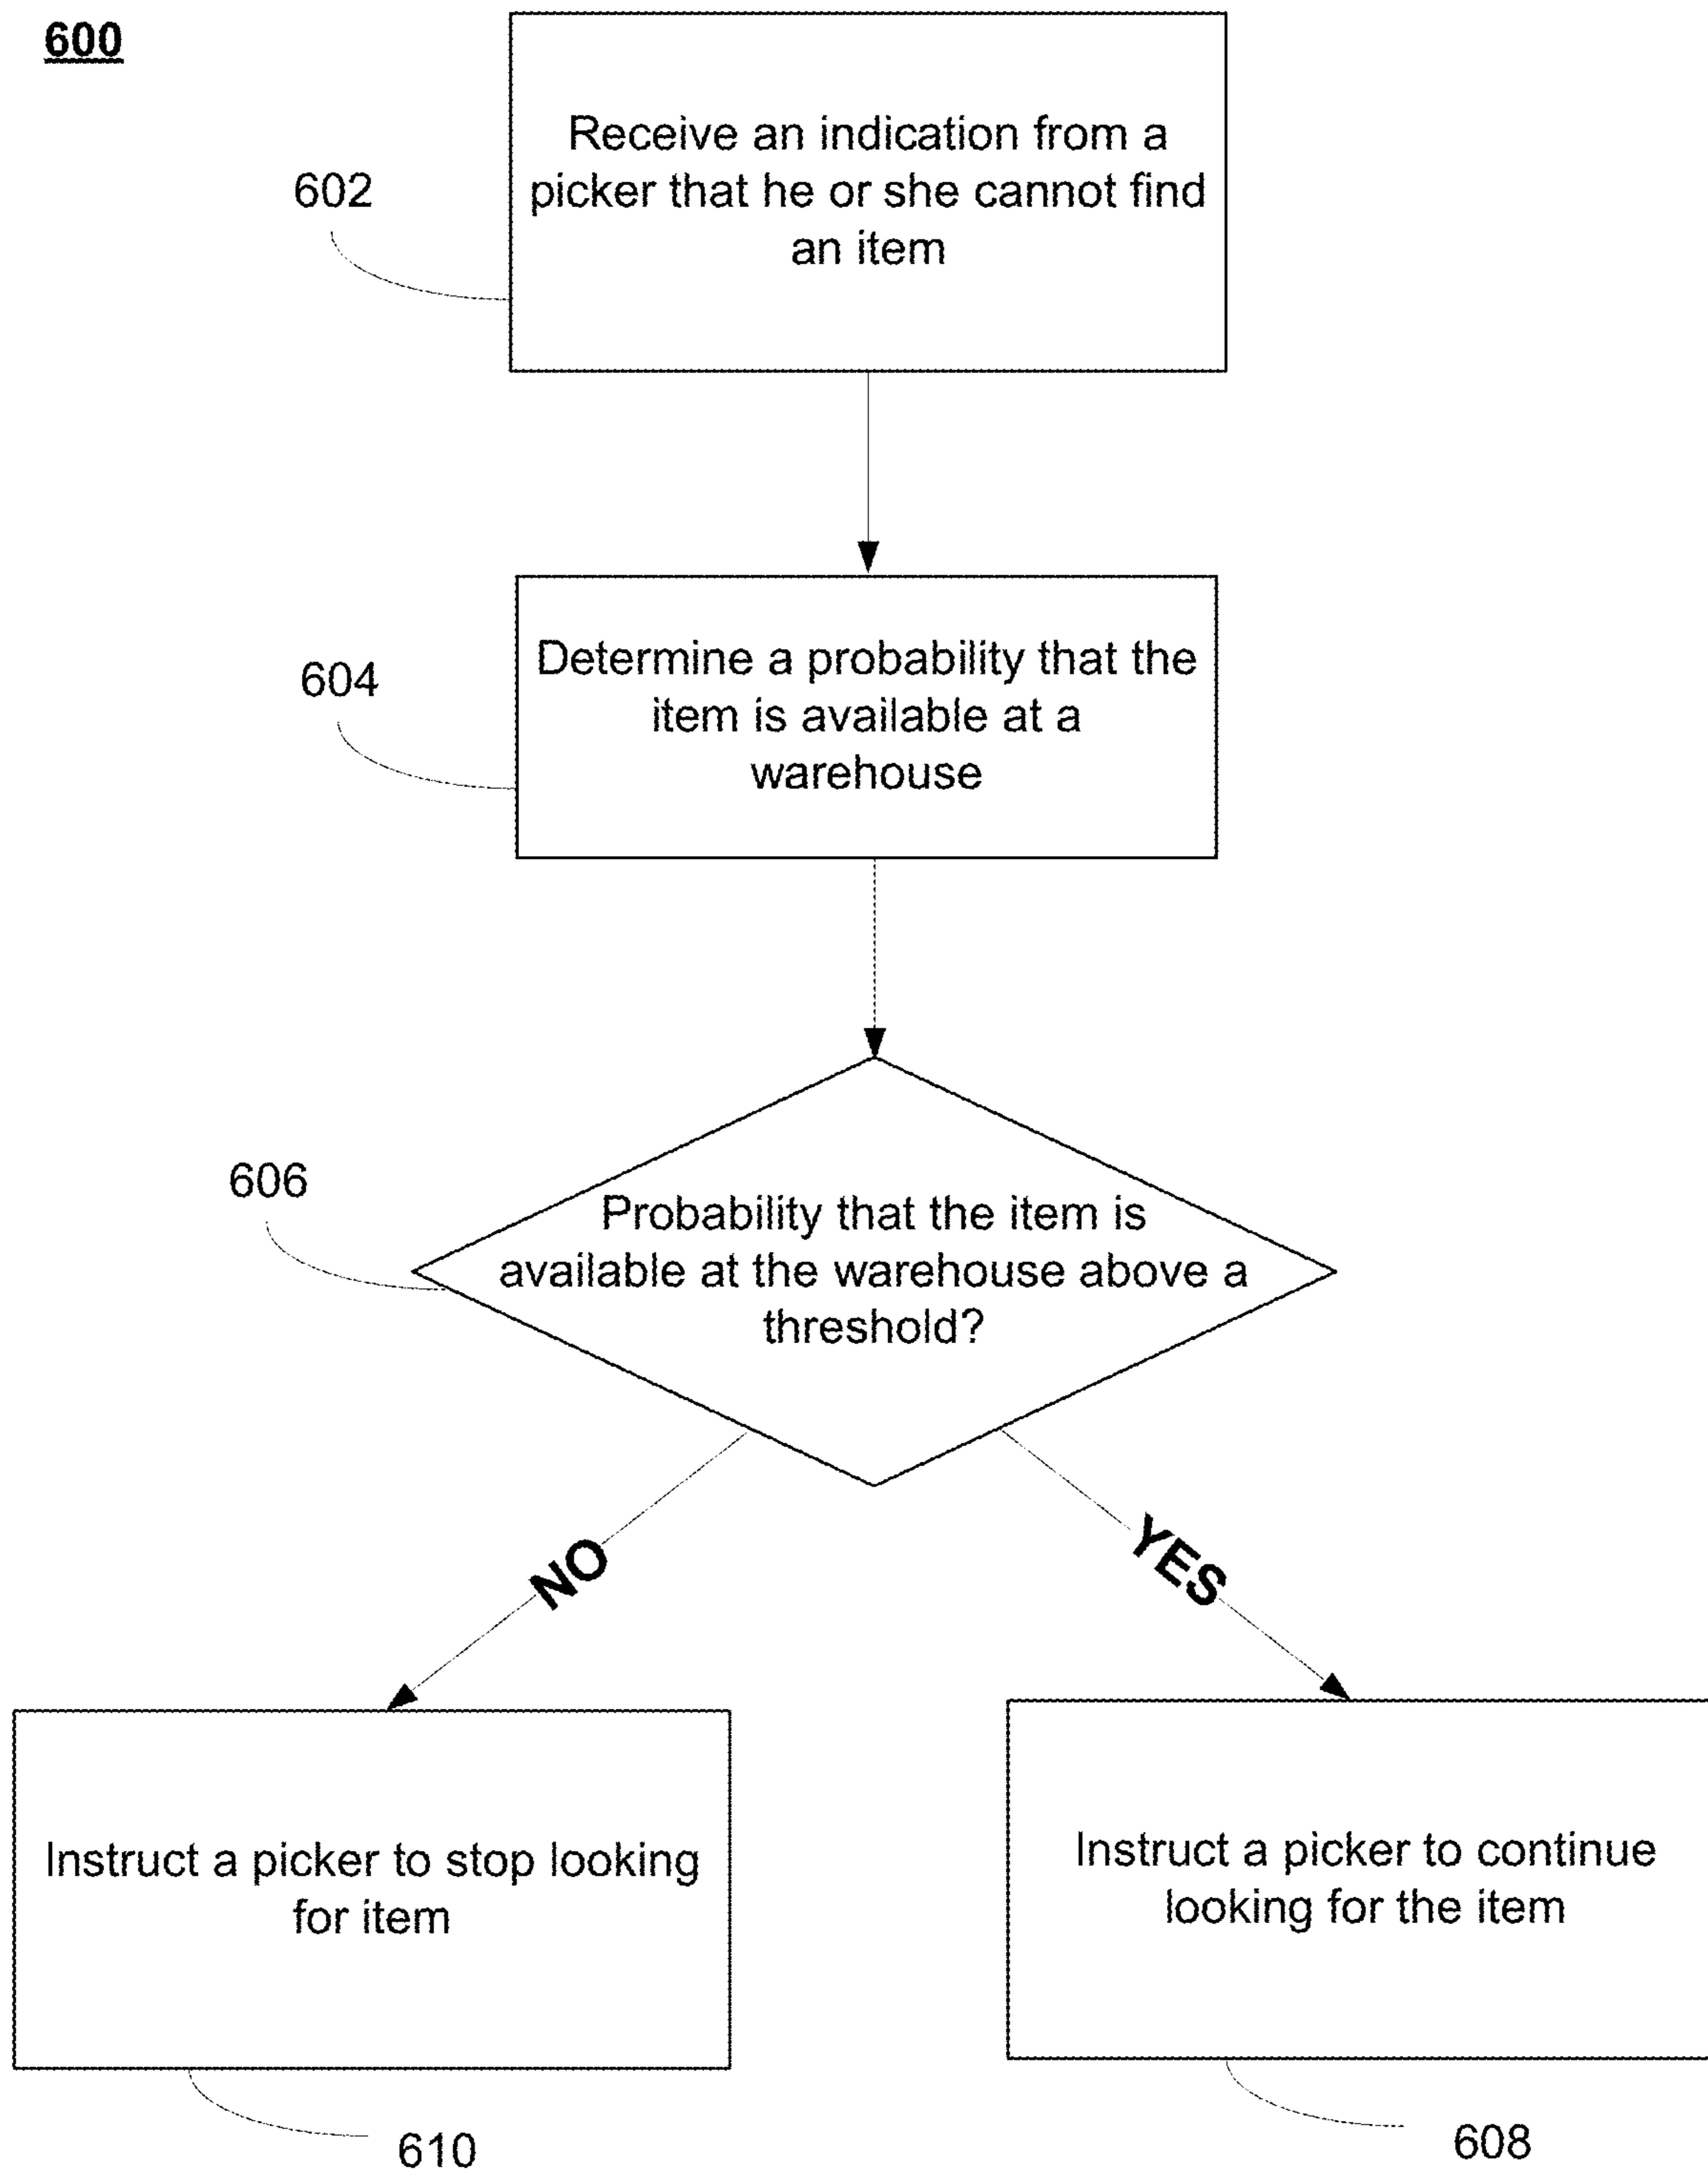 600
Receive an indication from a
picker that he or she cannot find
an item
602
Determine a probability that the
item is available at a
warehouse
604
Probability that the item is
available at the warehouse above a
threshold?
606
NO
YES
Instruct a picker to stop looking
for item
610
Instruct a picker to continue
looking for the item
608